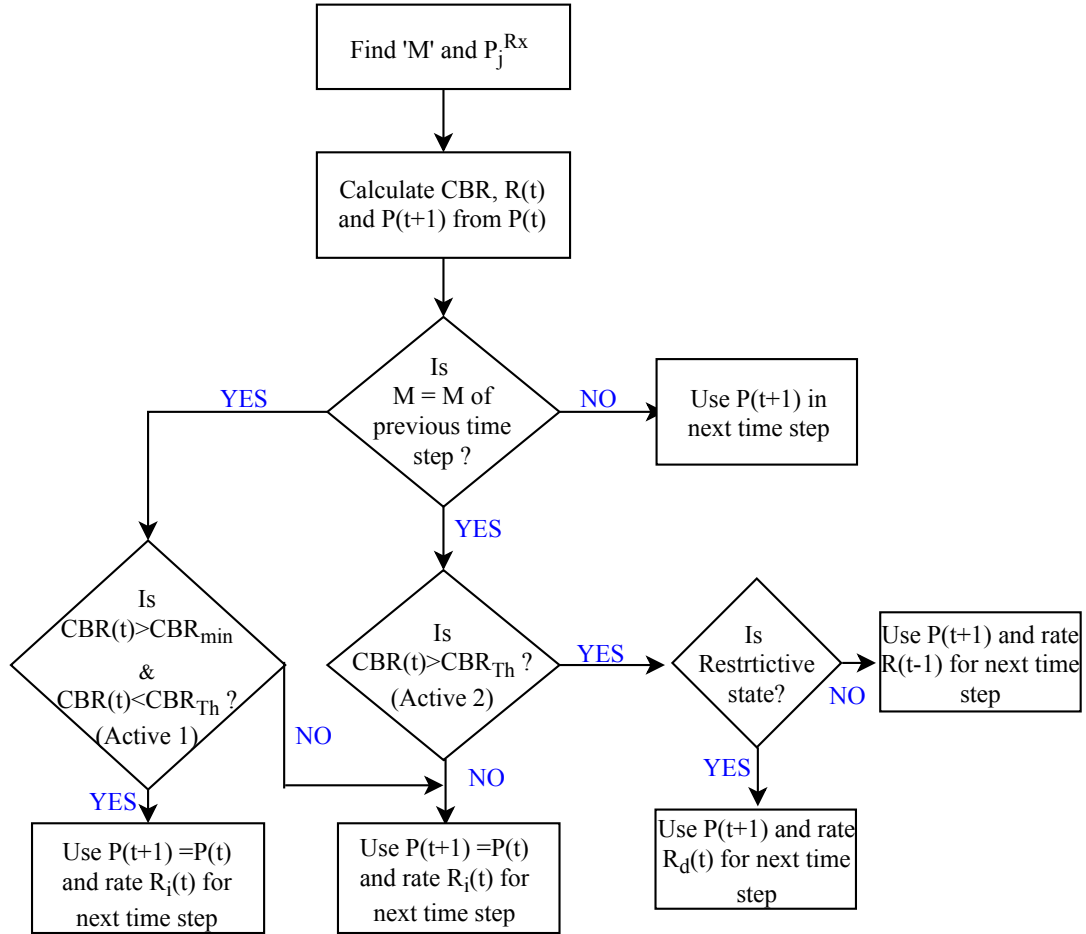 Find 'M' and P_j^Rx
Calculate CBR, R(t)
and P(t+1) from P(t)
Is
M = M of
previous time
step ?
YES
NO
Use P(t+1) in
next time step
YES
Is
CBR(t)>CBR_min
&
CBR(t)<CBR_Th ?
(Active 1)
NO
YES
Use P(t+1) =P(t)
and rate R_i(t) for
next time step
Is
CBR(t)>CBR_Th ?
(Active 2)
YES
NO
Use P(t+1) =P(t)
and rate R_i(t) for
next time step
Is
Restrtictive
state?
NO
Use P(t+1) and rate
R(t-1) for next time
step
YES
Use P(t+1) and rate
R_d(t) for next time
step